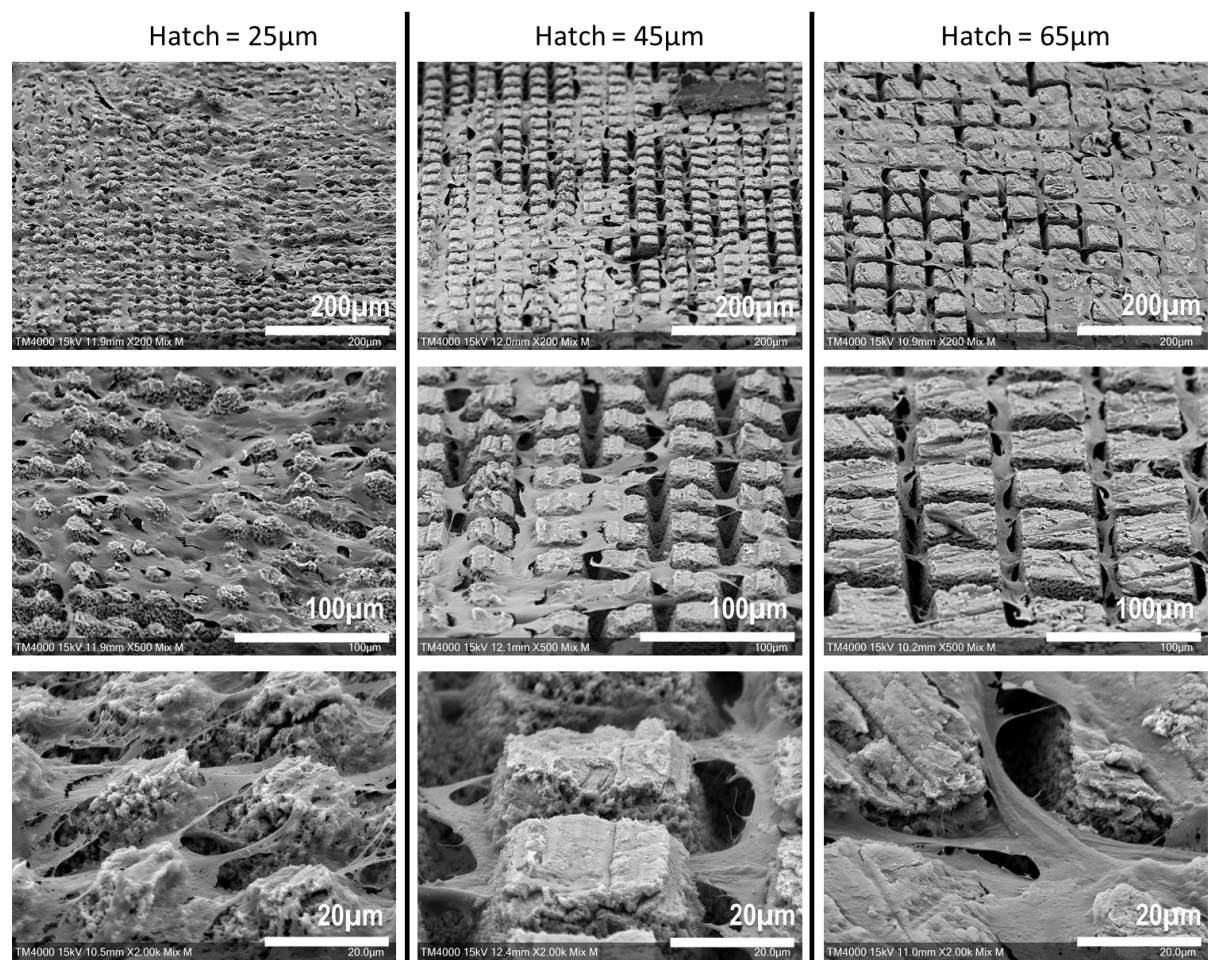 Hatch = 25µm
Hatch = 45µm
Hatch = 65µm
200µm
TM4000 15kV 11.9mm X200 Mix M
200µm
200µm
TM4000 15kV 12.0mm X200 Mix M
200µm
200µm
TM4000 15kV 10.9mm X200 Mix M
200µm
100µm
TM4000 15kV 11.9mm X500 Mix M
100µm
100µm
TM4000 15kV 12.1mm X500 Mix M
100µm
100µm
TM4000 15kV 10.2mm X500 Mix M
100µm
20µm
TM4000 15kV 10.5mm X2.00k Mix M
20.0µm
20µm
TM4000 15kV 12.4mm X2.00k Mix M
20.0µm
20µm
TM4000 15kV 11.0mm X2.00k Mix M
20.0µm